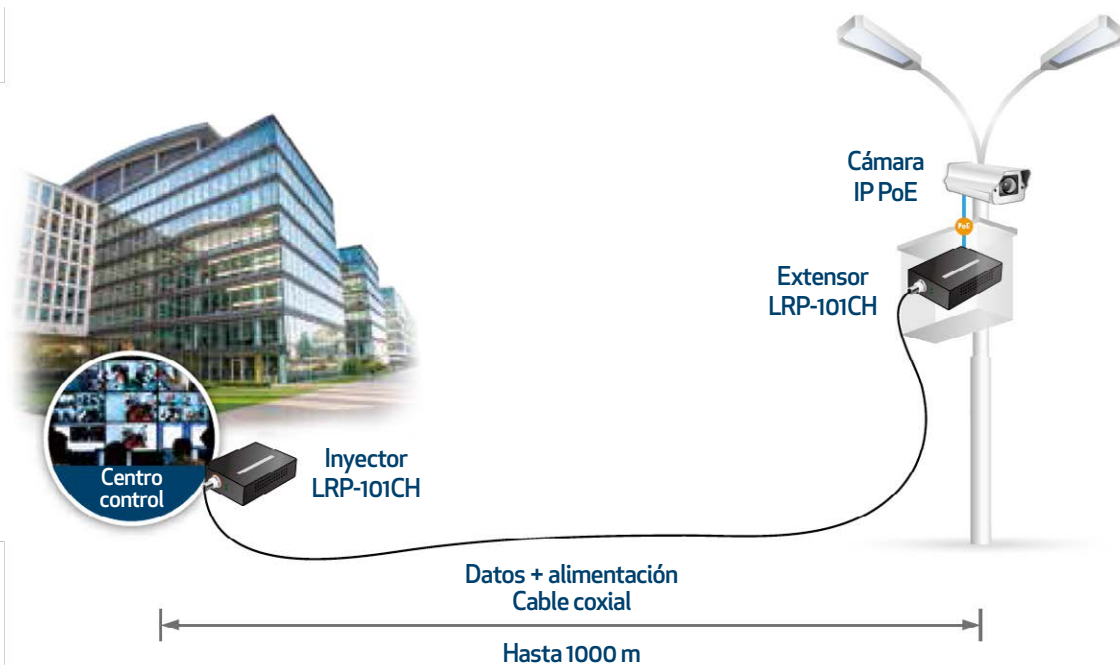 Cámara
IP PoE
PoE
Extensor
LRP-101CH
Inyector
LRP-101CH
Centro
control
Datos + alimentación
Cable coxial
Hasta 1000 m